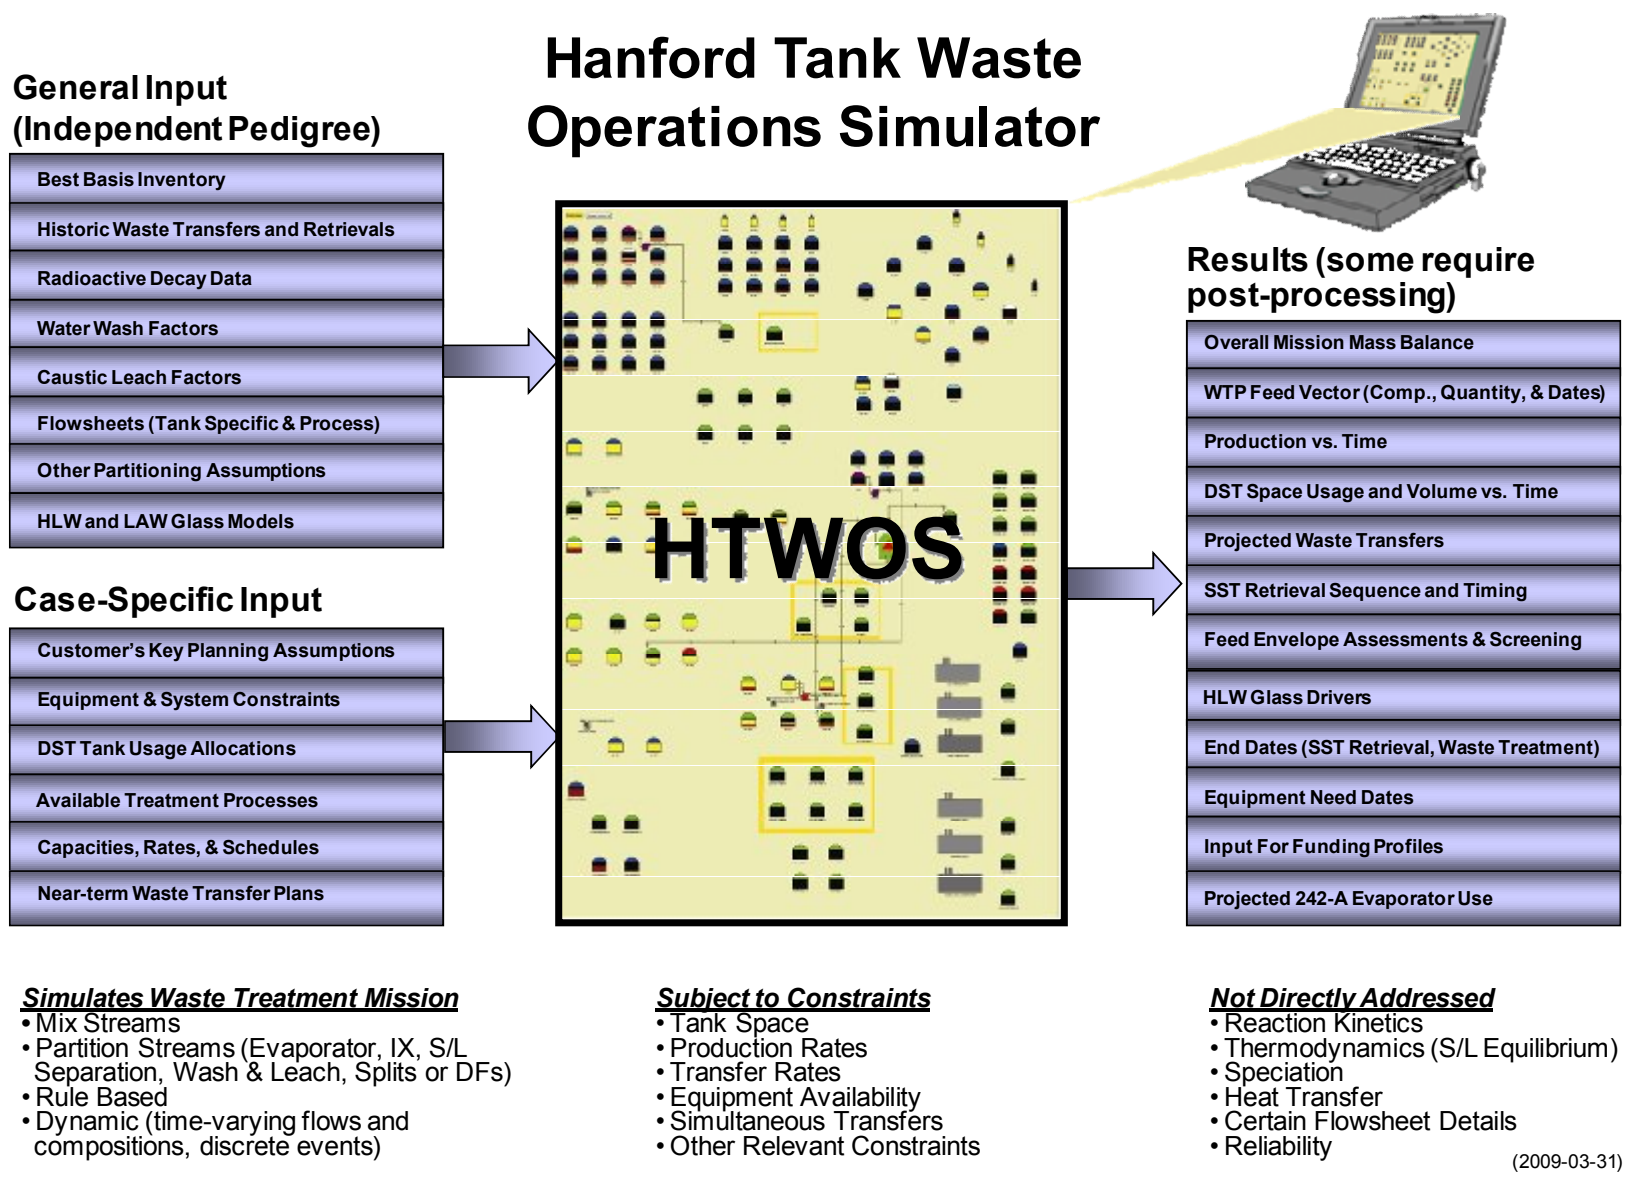 Hanford Tank Waste
Operations Simulator
General Input
(Independent Pedigree)
Best Basis Inventory
Historic Waste Transfers and Retrievals
Radioactive Decay Data
Water Wash Factors
Caustic Leach Factors
Flowsheets (Tank Specific & Process)
Other Partitioning Assumptions
HLW and LAW Glass Models
Case-Specific Input
Customer's Key Planning Assumptions
Equipment & System Constraints
DST Tank Usage Allocations
Available Treatment Processes
Capacities, Rates, & Schedules
Near-term Waste Transfer Plans
HTWOS
Results (some require
post-processing)
Overall Mission Mass Balance
WTP Feed Vector (Comp., Quantity, & Dates)
Production vs. Time
DST Space Usage and Volume vs. Time
Projected Waste Transfers
SST Retrieval Sequence and Timing
Feed Envelope Assessments & Screening
HLW Glass Drivers
End Dates (SST Retrieval, Waste Treatment)
Equipment Need Dates
Input For Funding Profiles
Projected 242-A Evaporator Use
Simulates Waste Treatment Mission
• Mix Streams
• Partition Streams (Evaporator, IX, S/L
Separation, Wash & Leach, Splits or DFs)
• Rule Based
• Dynamic (time-varying flows and
compositions, discrete events)
Subject to Constraints
• Tank Space
• Production Rates
• Transfer Rates
• Equipment Availability
• Simultaneous Transfers
• Other Relevant Constraints
Not Directly Addressed
• Reaction Kinetics
• Thermodynamics (S/L Equilibrium)
• Speciation
• Heat Transfer
• Certain Flowsheet Details
• Reliability
(2009-03-31)